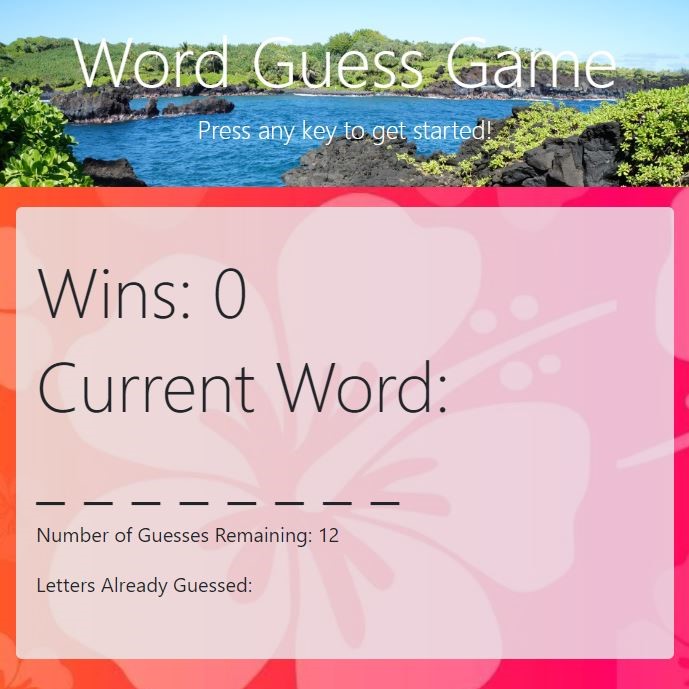 Word Guess Game
Press any key to get started!
Wins: 0
Current Word:
_ _ _ _ _ _ _ _
Number of Guesses Remaining: 12
Letters Already Guessed: